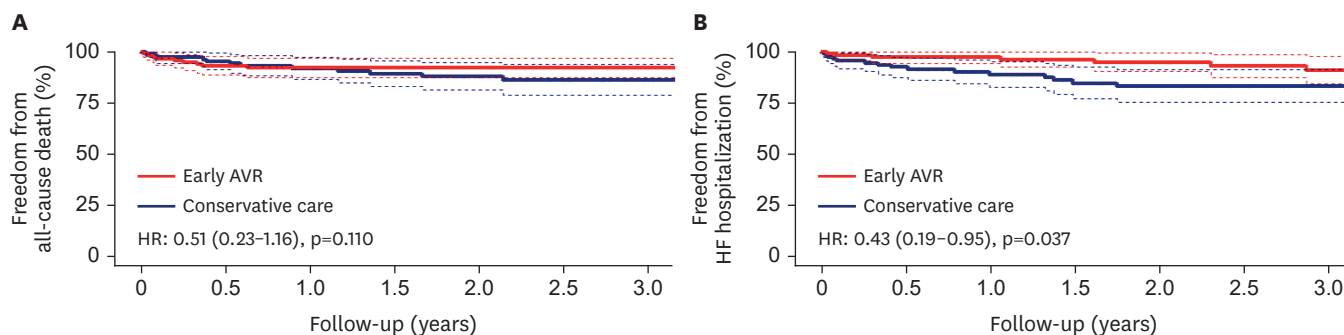 A
Freedom from
all-cause death (%)
100
75
50
25
0
Early AVR
Conservative care
HR: 0.51 (0.23–1.16), p=0.110
0 0.5 1.0 1.5 2.0 2.5 3.0
Follow-up (years)
B
Freedom from
HF hospitalization (%)
100
75
50
25
0
Early AVR
Conservative care
HR: 0.43 (0.19–0.95), p=0.037
0 0.5 1.0 1.5 2.0 2.5 3.0
Follow-up (years)